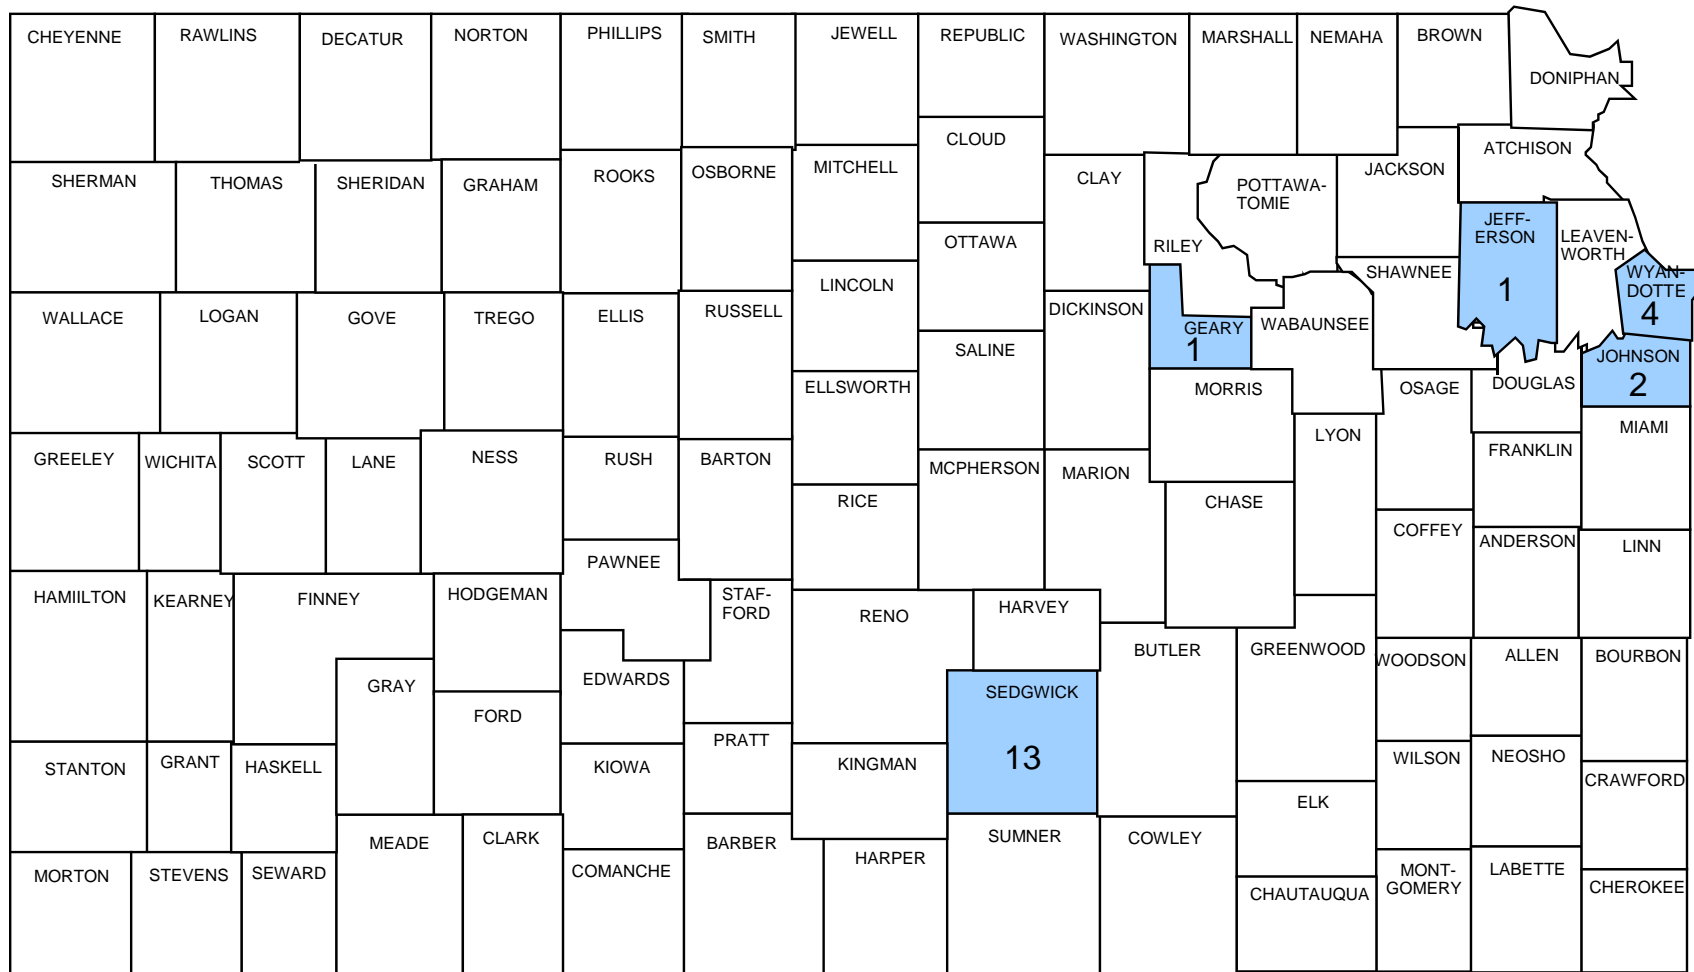 CHEYENNE
RAWLINS
DECATUR
NORTON
PHILLIPS
SMITH
JEWELL
REPUBLIC
WASHINGTON
MARSHALL
NEMAHA
BROWN
DONIPHAN
CLOUD
ATCHISON
SHERMAN
THOMAS
SHERIDAN
GRAHAM
ROOKS
OSBORNE
MITCHELL
CLAY
POTTAWA-
TOMIE
JACKSON
RILEY
OTTAWA
JEFF-
ERSON
1
LEAVEN-
WORTH
SHAWNEE
WYAN-
DOTTE
4
WALLACE
LOGAN
GOVE
TREGO
ELLIS
RUSSELL
LINCOLN
DICKINSON
GEARY
1
WABAUNSEE
SALINE
JOHNSON
2
ELLSWORTH
MORRIS
OSAGE
DOUGLAS
GREELEY
WICHITA
SCOTT
LANE
NESS
RUSH
BARTON
MCPHERSON
MARION
LYON
FRANKLIN
MIAMI
RICE
CHASE
COFFEY
ANDERSON
LINN
PAWNEE
HAMIILTON
KEARNEY
FINNEY
HODGEMAN
STAF-
FORD
RENO
HARVEY
BUTLER
GREENWOOD
WOODSON
ALLEN
BOURBON
GRAY
EDWARDS
SEDGWICK
13
FORD
PRATT
STANTON
GRANT
HASKELL
KIOWA
KINGMAN
WILSON
NEOSHO
CRAWFORD
ELK
MEADE
CLARK
BARBER
HARPER
SUMNER
COWLEY
MORTON
STEVENS
SEWARD
COMANCHE
CHAUTAUQUA
MONT-
GOMERY
LABETTE
CHEROKEE